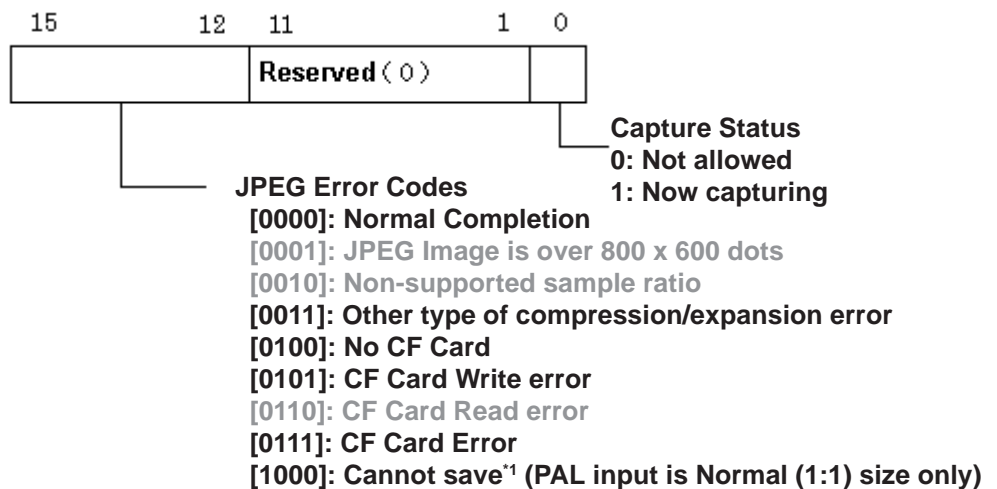 15 12 11 1 0
Reserved (0)
Capture Status
0: Not allowed
1: Now capturing
JPEG Error Codes
[0000]: Normal Completion
[0001]: JPEG Image is over 800 x 600 dots
[0010]: Non-supported sample ratio
[0011]: Other type of compression/expansion error
[0100]: No CF Card
[0101]: CF Card Write error
[0110]: CF Card Read error
[0111]: CF Card Error
[1000]: Cannot save*1 (PAL input is Normal (1:1) size only)